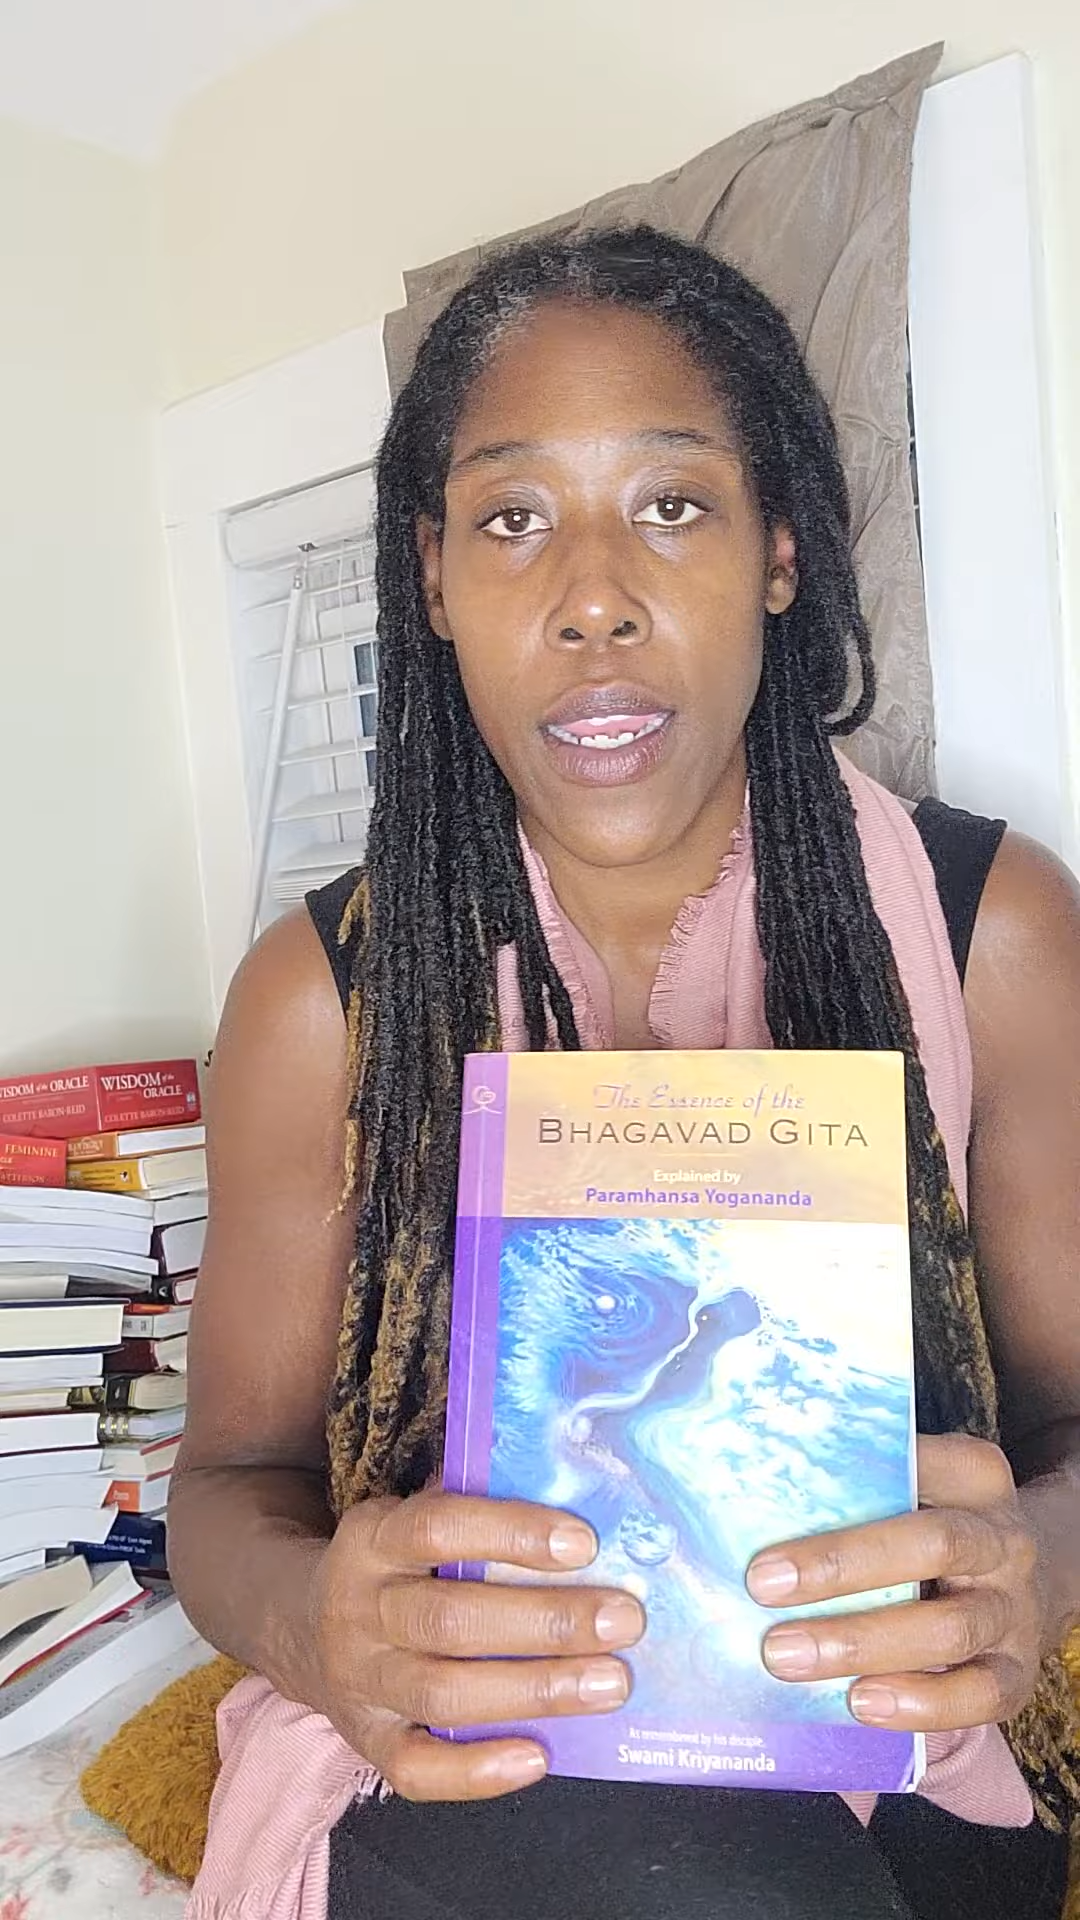 The Essence of the
BHAGAVAD GITA
Explained by
Paramhansa Yogananda
As remembered by his disciple,
Swami Kriyananda
WISDOM of the ORACLE
COLETTE BARON-REID
WISDOM of the
ORACLE
COLETTE BARON-REID
FEMININE